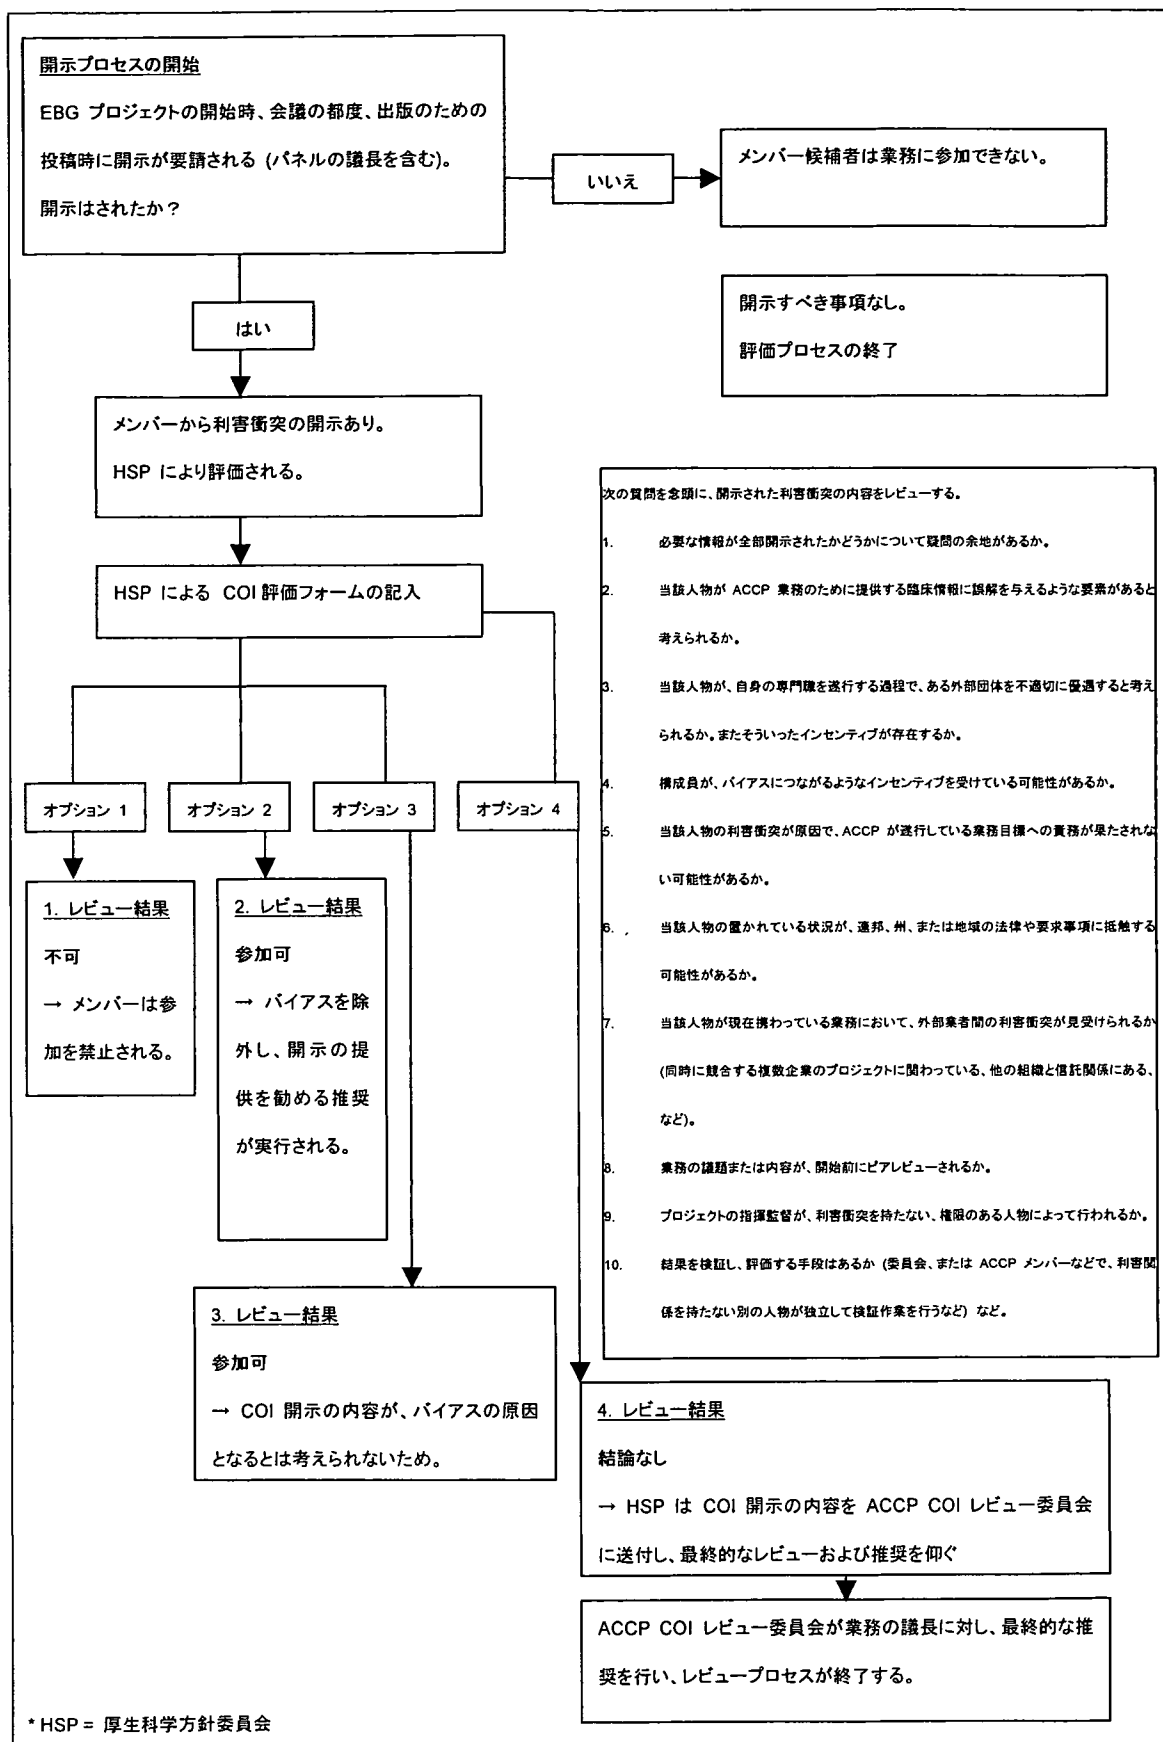 開示プロセスの開始
EBG プロジェクトの開始時、会議の都度、出版のための
投稿時に開示が要請される (パネルの議長を含む)。
開示はされたか？
いいえ
メンバー候補者は業務に参加できない。
はい
開示すべき事項なし。
評価プロセスの終了
メンバーから利害衝突の開示あり。
HSP により評価される。
HSP による COI 評価フォームの記入
オプション 1
オプション 2
オプション 3
オプション 4
1. レビュー結果
不可
→ メンバーは参
加を禁止される。
2. レビュー結果
参加可
→ バイアスを除
外し、開示の提
供を勧める推奨
が実行される。
次の質問を念頭に、開示された利害衝突の内容をレビューする。
1. 必要な情報が全部開示されたかどうかについて疑問の余地があるか。
2. 当該人物が ACCP 業務のために提供する臨床情報に誤解を与えるような要素があると
考えられるか。
3. 当該人物が、自身の専門職を遂行する過程で、ある外部団体を不適切に優遇すると考え
られるか。またそういったインセンティブが存在するか。
4. 構成員が、バイアスにつながるようなインセンティブを受けている可能性があるか。
5. 当該人物の利害衝突が原因で、ACCP が遂行している業務目標への責務が果たされな
い可能性があるか。
6. 当該人物の置かれている状況が、連邦、州、または地域の法律や要求事項に抵触する
可能性があるか。
7. 当該人物が現在携わっている業務において、外部業者間の利害衝突が見受けられるか
(同時に競合する複数企業のプロジェクトに関わっている、他の組織と信託関係にある、
など)。
8. 業務の議題または内容が、開始前にピアレビューされるか。
9. プロジェクトの指揮監督が、利害衝突を持たない、権限のある人物によって行われるか。
10. 結果を検証し、評価する手段はあるか (委員会、または ACCP メンバーなどで、利害関
係を持たない別の人物が独立して検証作業を行うなど) など。
3. レビュー結果
参加可
→ COI 開示の内容が、バイアスの原因
となるとは考えられないため。
4. レビュー結果
結論なし
→ HSP は COI 開示の内容を ACCP COI レビュー委員会
に送付し、最終的なレビューおよび推奨を仰ぐ
ACCP COI レビュー委員会が業務の議長に対し、最終的な推
奨を行い、レビュープロセスが終了する。
* HSP = 厚生科学方針委員会